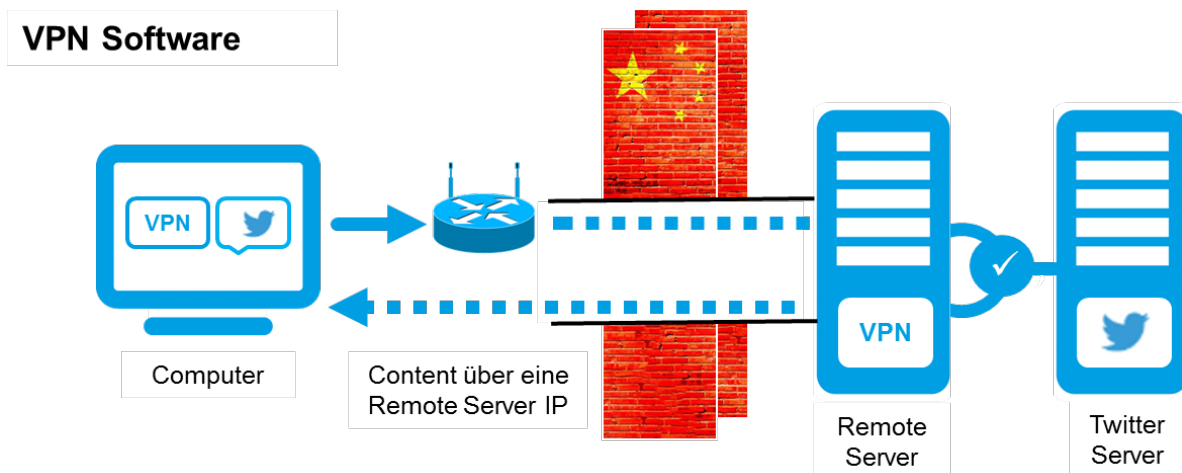 VPN Software
VPN
VPN
Computer
Content über eine
Remote Server IP
Remote
Server
Twitter
Server